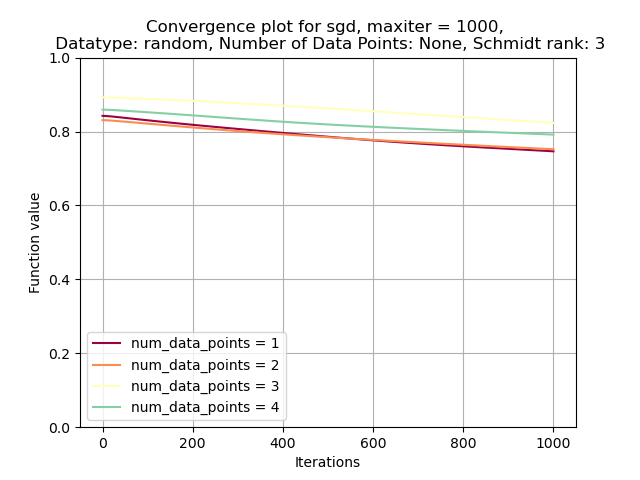 Convergence plot for sgd, maxiter = 1000,
Datatype: random, Number of Data Points: None, Schmidt rank: 3
1.0
0.8
0.6
0.4
0.2
0.0
Function value
num_data_points = 1
num_data_points = 2
num_data_points = 3
num_data_points = 4
0 200 400 600 800 1000
Iterations